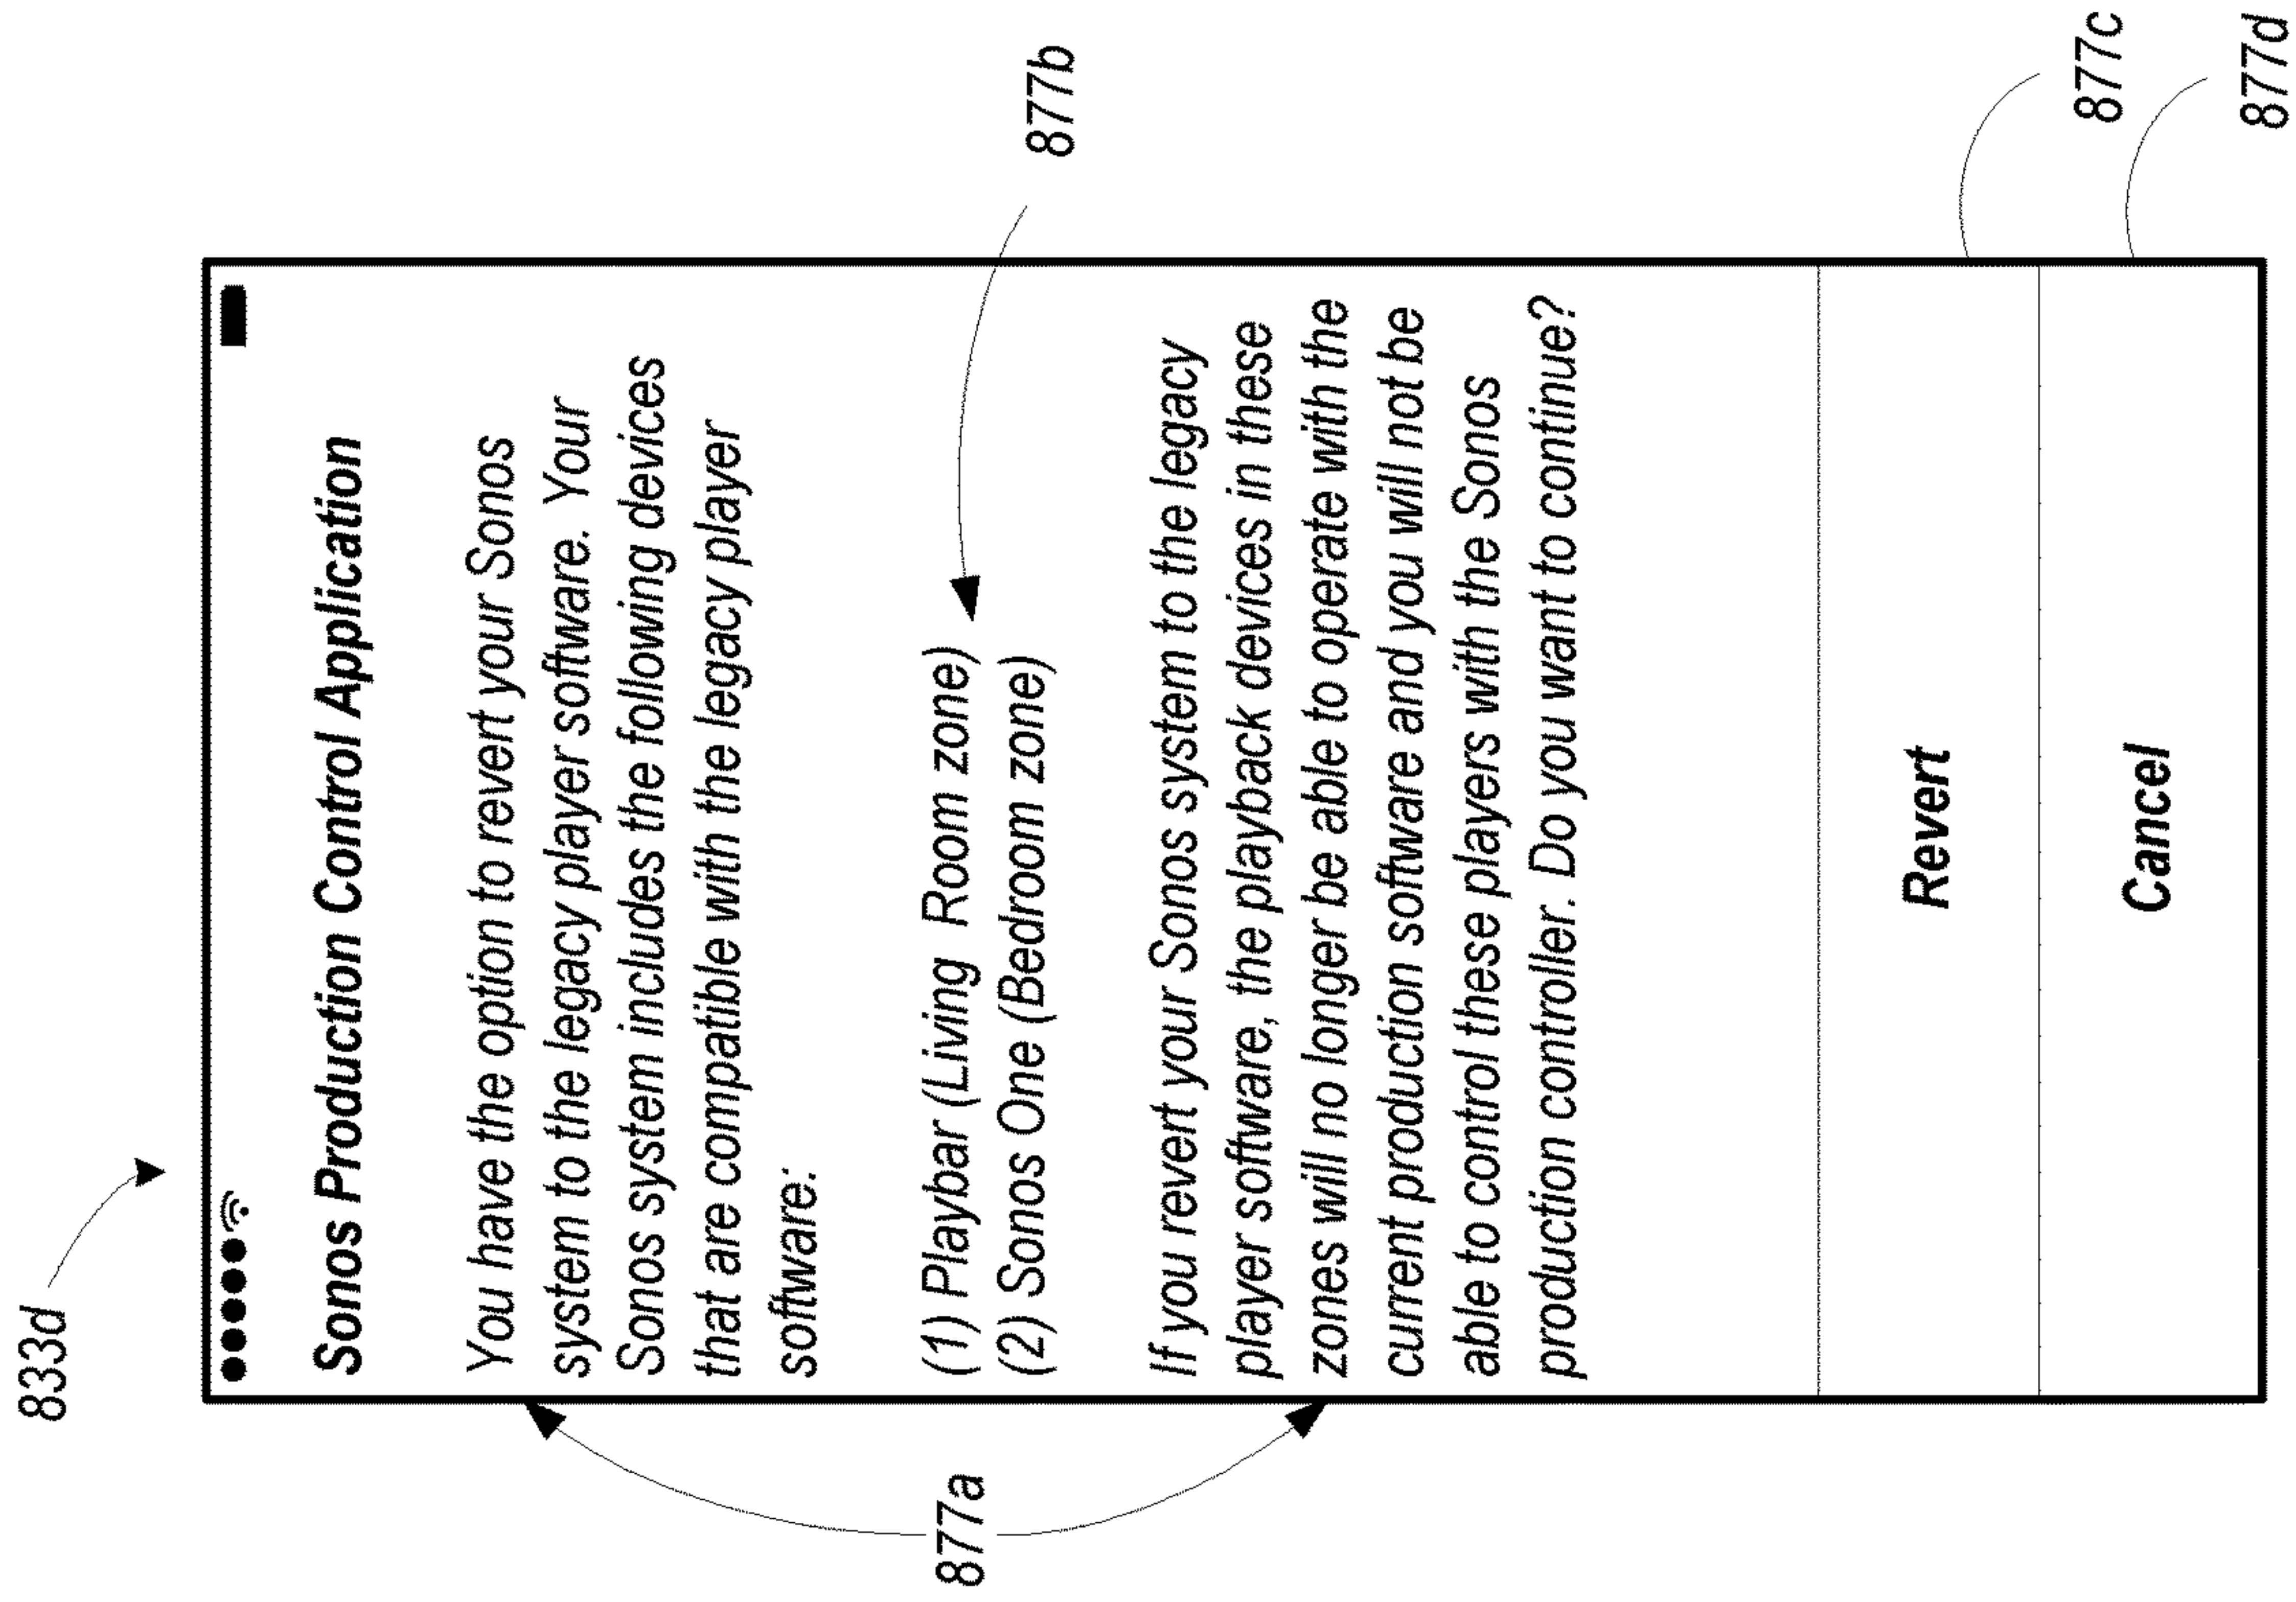 833d
Sonos Production Control Application
You have the option to revert your Sonos
system to the legacy player software. Your
Sonos system includes the following devices
that are compatible with the legacy player
software:
877b
(1) Playbar (Living Room zone)
(2) Sonos One (Bedroom zone)
877a
If you revert your Sonos system to the legacy
player software, the playback devices in these
zones will no longer be able to operate with the
current production software and you will not be
able to control these players with the Sonos
production controller. Do you want to continue?
Revert
877c
Cancel
877d